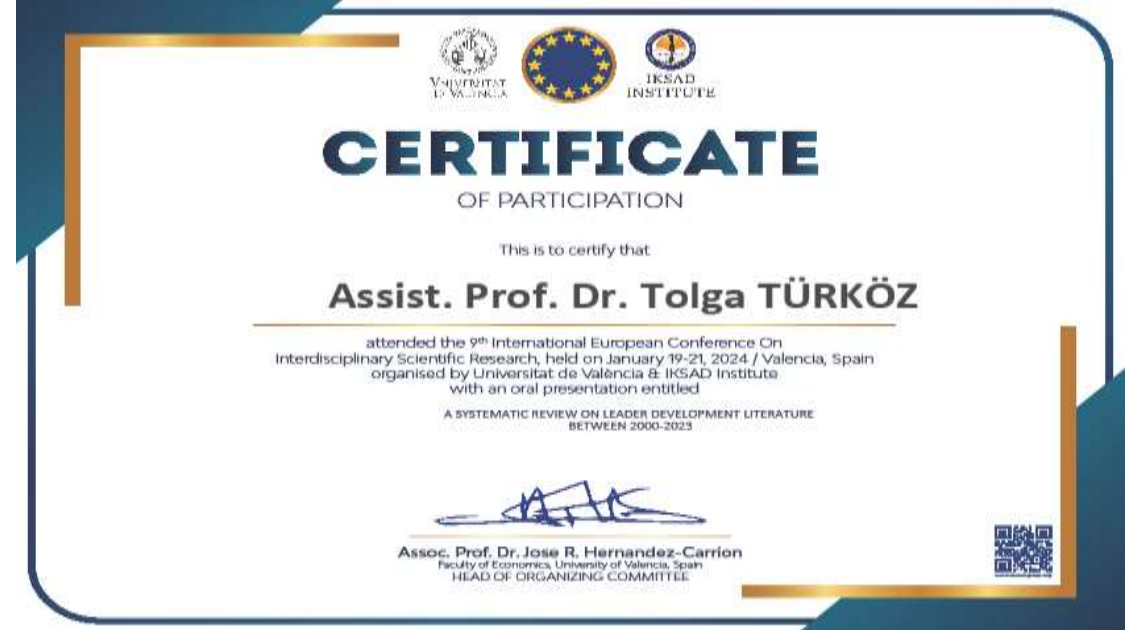 VNIVERSITAT
ID VALÈNCIA
IKSAD
INSTITUTE
CERTIFICATE
OF PARTICIPATION
This is to certify that
Assist. Prof. Dr. Tolga TÜRKÖZ
attended the 9th International European Conference On
Interdisciplinary Scientific Research, held on January 19-21, 2024 / Valencia, Spain
organised by Universitat de València & IKSAD Institute
with an oral presentation entitled
A SYSTEMATIC REVIEW ON LEADER DEVELOPMENT LITERATURE
BETWEEN 2000-2023
Assoc. Prof. Dr. Jose R. Hernandez-Carrion
Faculty of Economics, University of Valencia, Spain
HEAD OF ORGANIZING COMMITTEE